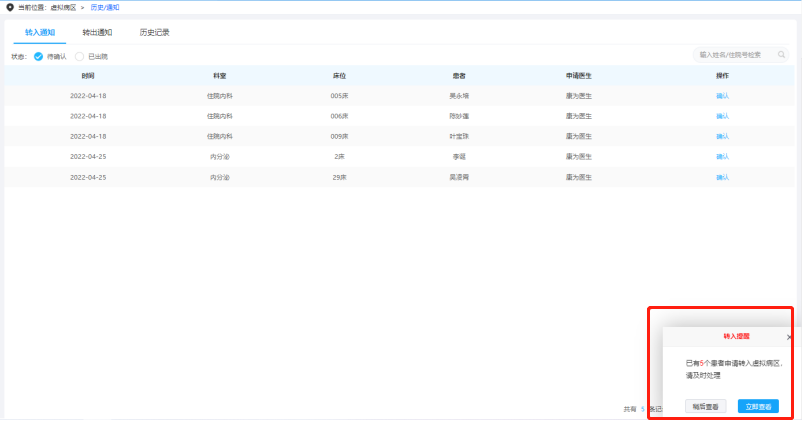 当前位置：虚拟病区 > 历史/通知
转入通知 转出通知 历史记录
状态： 待确认 已出院 输入姓名/住院号检索
时间 科室 床位 患者 申请医生 操作
2022-04-18 住院内科 005床 康为医生 确认
2022-04-18 住院内科 006床 康为医生 确认
2022-04-18 住院内科 009床 叶宝珠 康为医生 确认
2022-04-25 内分泌 2床 康为医生 确认
2022-04-25 内分泌 29床 康为医生 确认
转入提醒
已有5个患者申请转入虚拟病区，
请及时处理
稍后查看 立即查看
共有 5 条记